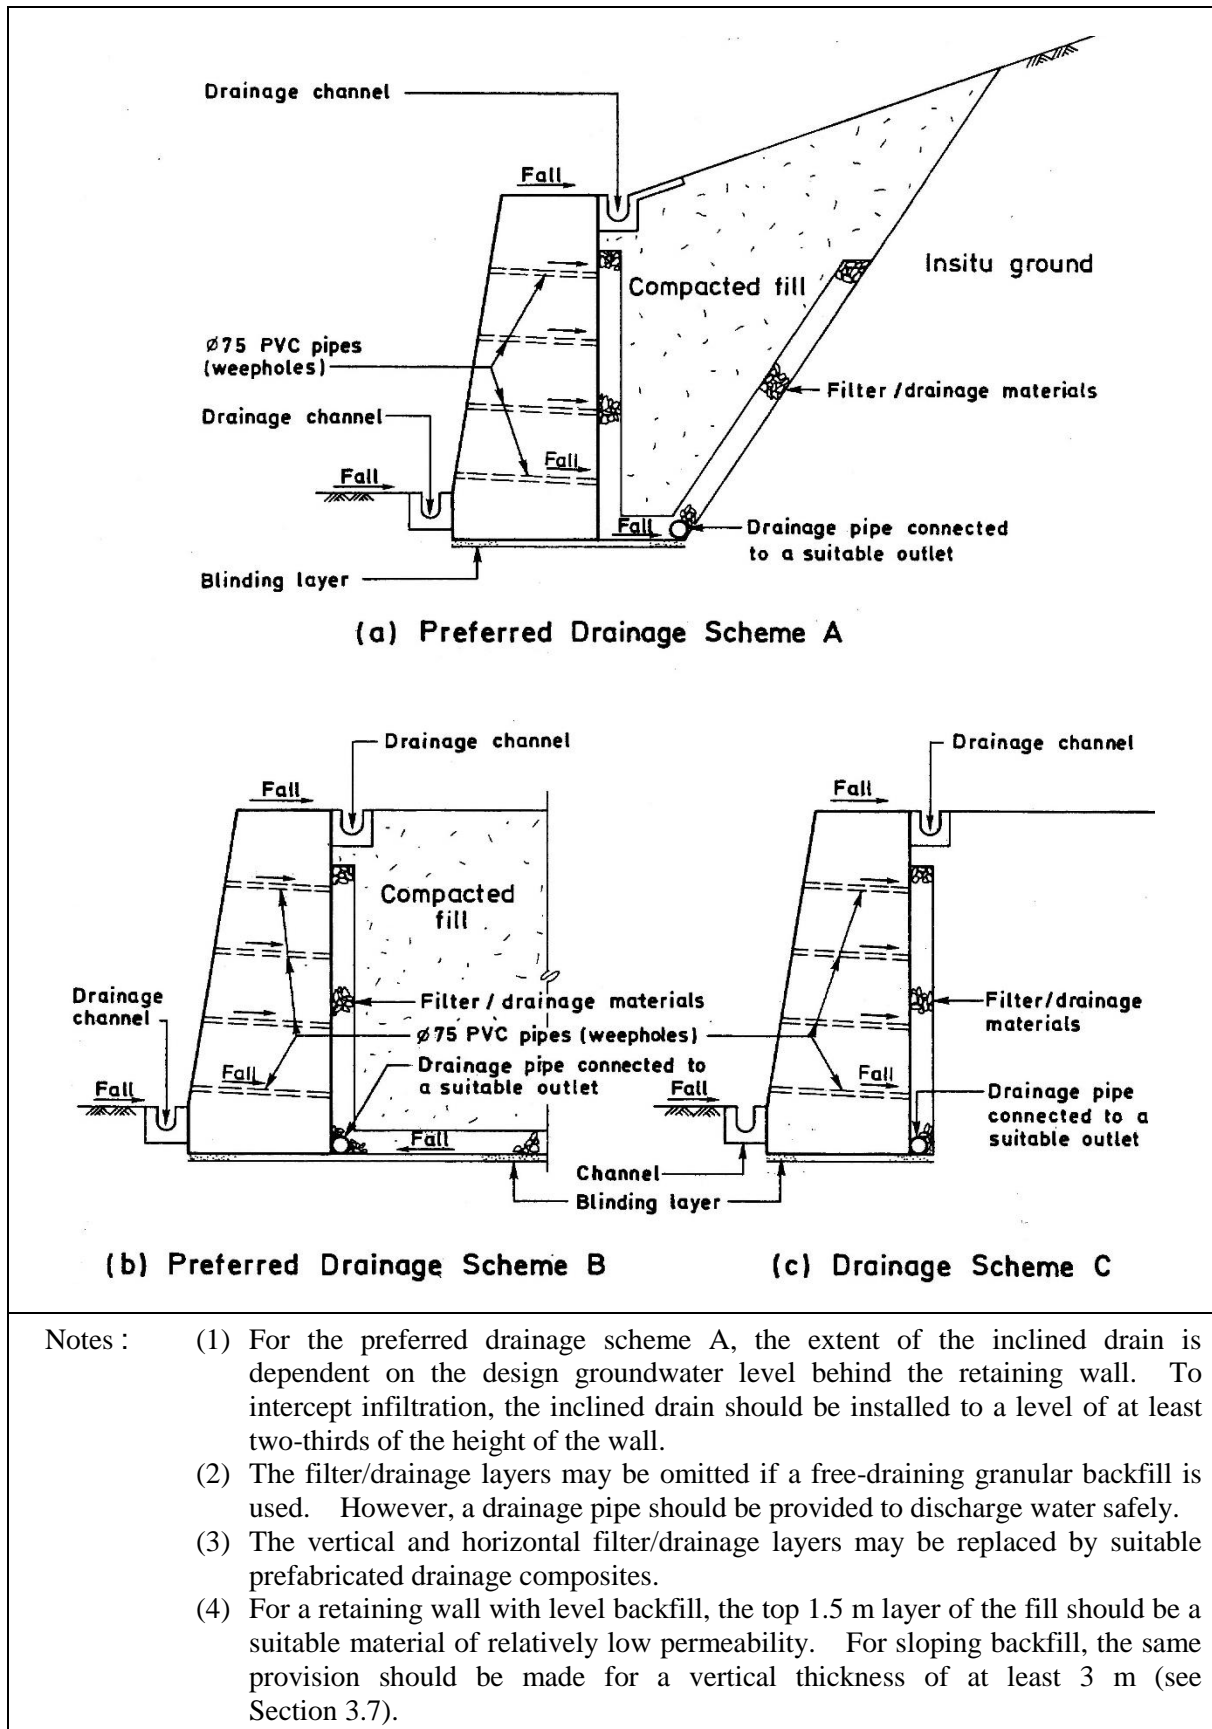 Drainage channel
Fall
Insitu ground
Compacted fill
Ø75 PVC pipes
(weepholes)
Filter/drainage materials
Drainage channel
Fall
Fall
Fall
Drainage pipe connected
to a suitable outlet
Blinding layer
(a) Preferred Drainage Scheme A
Drainage channel
Fall
Compacted
fill
Drainage
channel
Filter/drainage materials
Ø75 PVC pipes (weepholes)
Fall
Drainage pipe connected to
a suitable outlet
Fall
Fall
Drainage channel
Fall
Filter/drainage
materials
Fall
Fall
Drainage pipe
connected to a
suitable outlet
Channel
Blinding layer
(b) Preferred Drainage Scheme B
(c) Drainage Scheme C
Notes : (1) For the preferred drainage scheme A, the extent of the inclined drain is
dependent on the design groundwater level behind the retaining wall. To
intercept infiltration, the inclined drain should be installed to a level of at least
two-thirds of the height of the wall.
(2) The filter/drainage layers may be omitted if a free-draining granular backfill is
used. However, a drainage pipe should be provided to discharge water safely.
(3) The vertical and horizontal filter/drainage layers may be replaced by suitable
prefabricated drainage composites.
(4) For a retaining wall with level backfill, the top 1.5 m layer of the fill should be a
suitable material of relatively low permeability. For sloping backfill, the same
provision should be made for a vertical thickness of at least 3 m (see
Section 3.7).